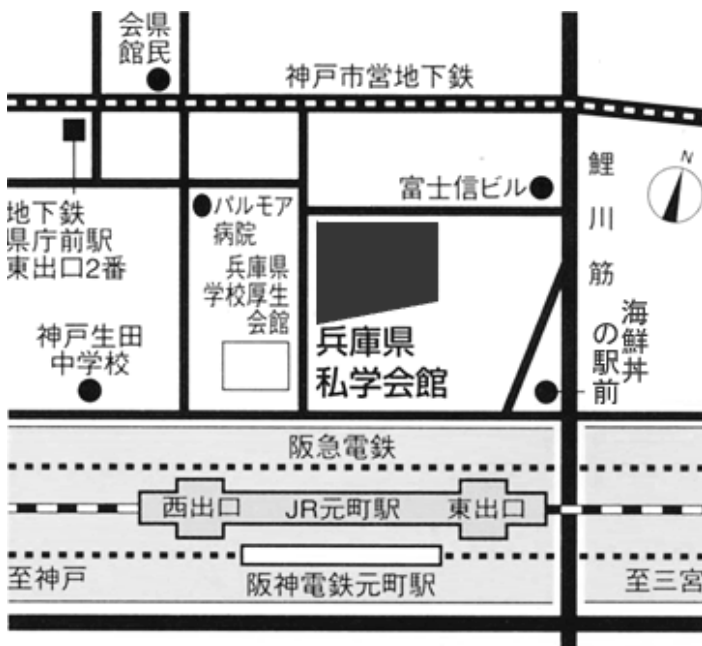 県民
会館
神戸市営地下鉄
N
富士信ビル
鯉川筋
パルモア
病院
地下鉄
県庁前駅
東出口2番
兵庫県
学校厚生
会館
神戸生田
中学校
兵庫県
私学会館
海鮮丼
の駅前
阪急電鉄
西出口
JR元町駅
東出口
至神戸
阪神電鉄元町駅
至三宮